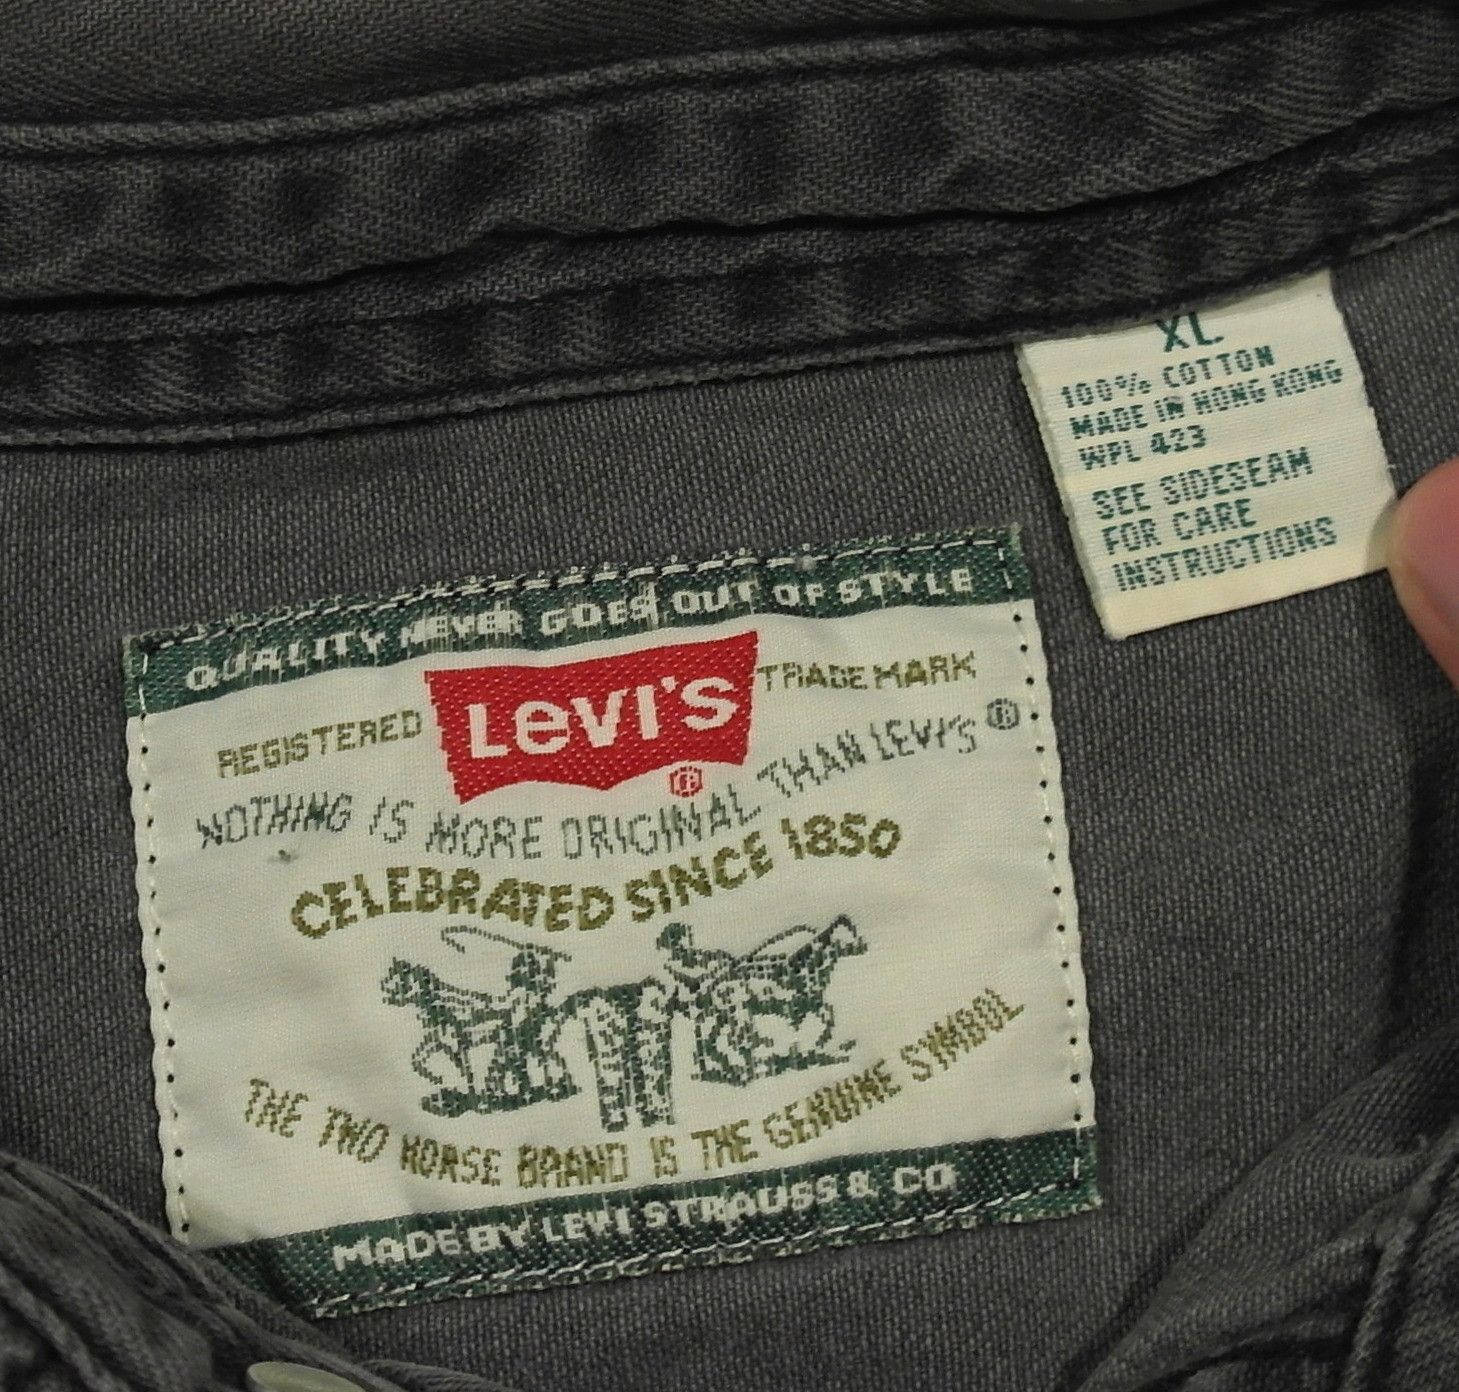 XL
100% COTTON
MADE IN HONG KONG
WPL 423
SEE SIDESEAM
FOR CARE
INSTRUCTIONS
QUALITY NEVER GOES OUT OF STYLE
REGISTERED LEVI'S TRADEMARK
®
NOTHING IS MORE ORIGINAL THAN LEVI'S ®
CELEBRATED SINCE 1850
THE TWO HORSE BRAND IS THE GENUINE SYMBOL
MADE BY LEVI STRAUSS & CO